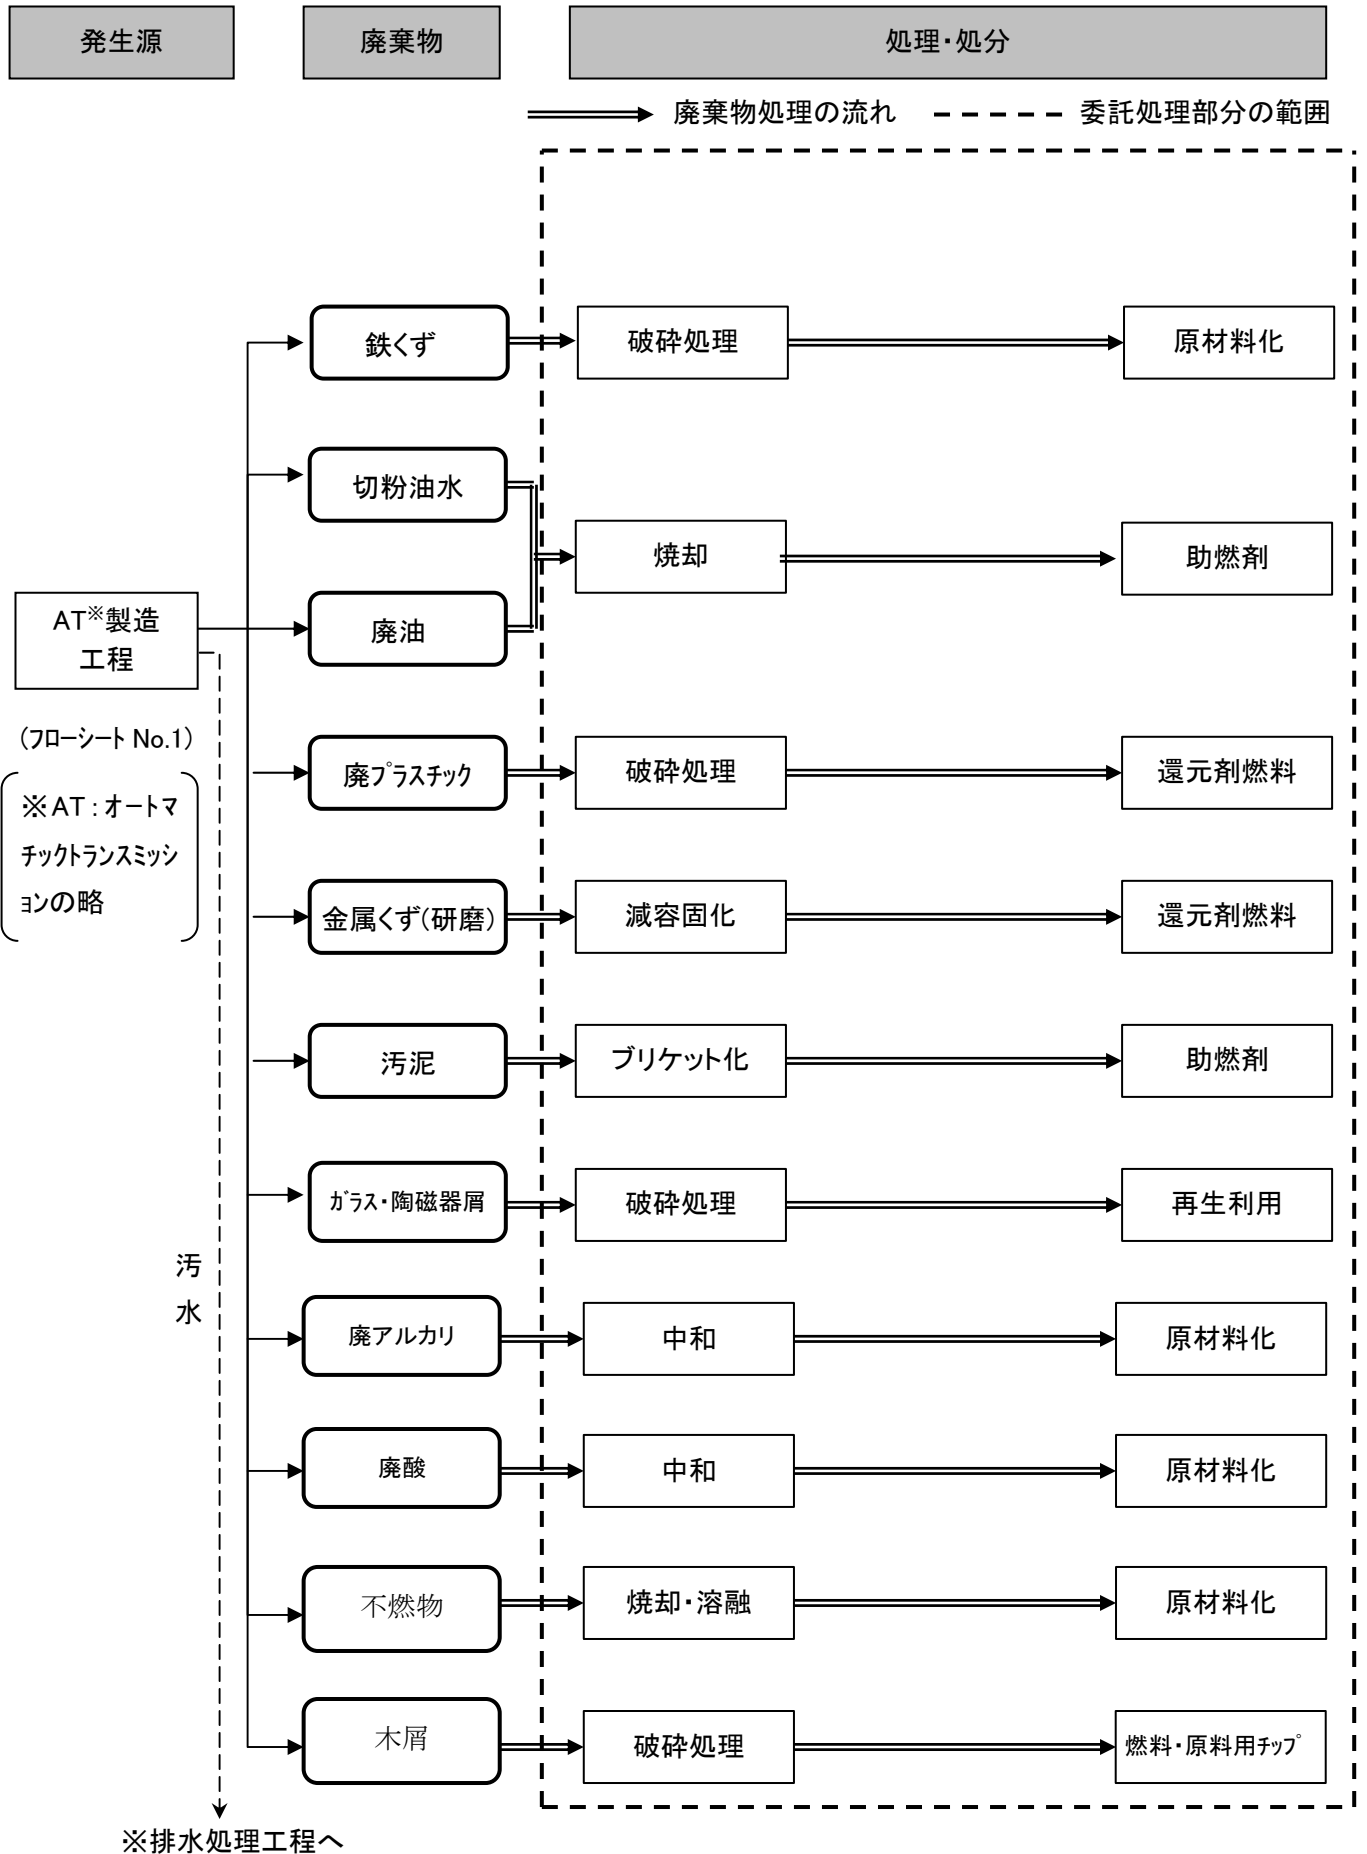 発生源
廃棄物
処理・処分
廃棄物処理の流れ
委託処理部分の範囲
鉄くず
破砕処理
原材料化
切粉油水
焼却
助燃剤
廃油
AT※製造
工程
(フローシート No.1)
※AT:オートマ
チックトランスミッシ
ョンの略
廃プラスチック
破砕処理
還元剤燃料
金属くず(研磨)
減容固化
還元剤燃料
汚泥
ブリケット化
助燃剤
ガラス・陶磁器屑
破砕処理
再生利用
汚
水
廃アルカリ
中和
原材料化
廃酸
中和
原材料化
不燃物
焼却・溶融
原材料化
木屑
破砕処理
燃料・原料用チップ
※排水処理工程へ